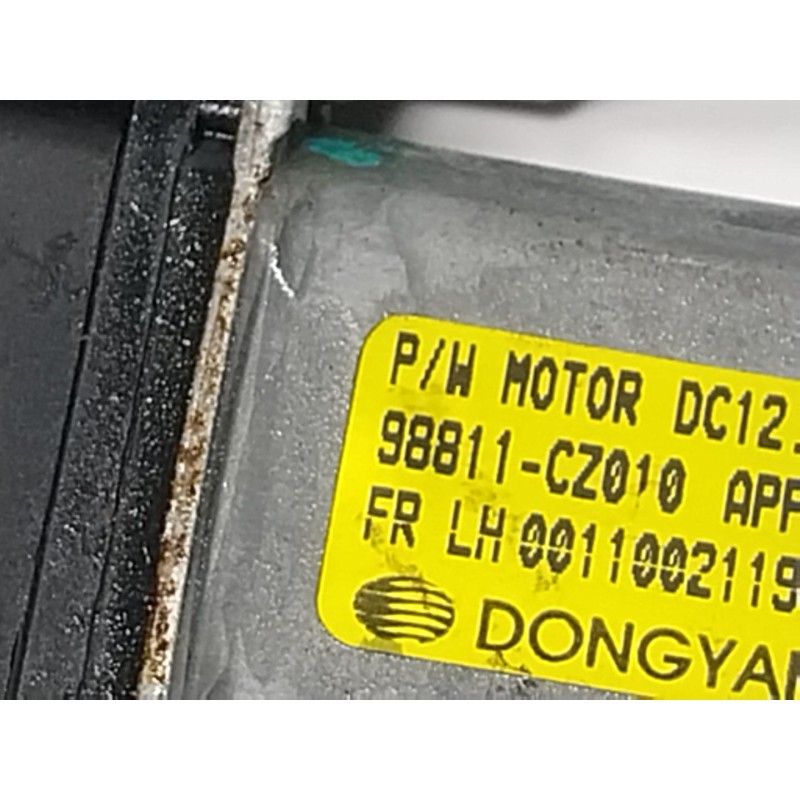 P/W MOTOR DC12.
98811-CZ010 APP
FR LH 0011002119
DONGYAN